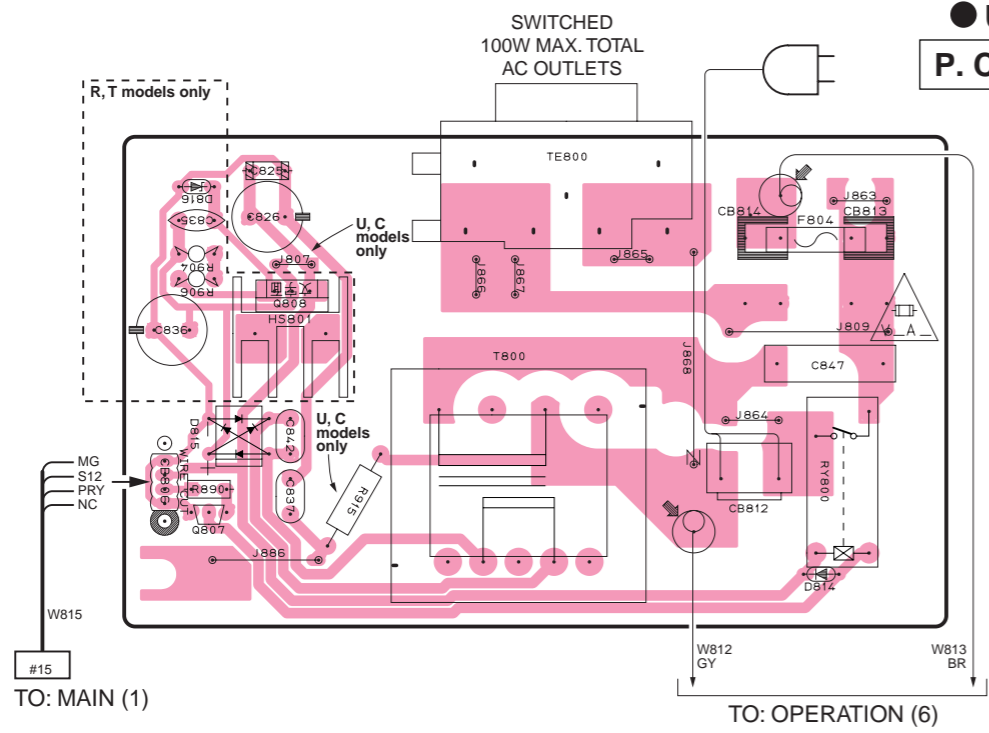 SWITCHED
100W MAX. TOTAL
AC OUTLETS
U
P. C
R, T models only
TE800
C825
D816
C835
C826
R904
R906
J807
U, C
models
only
Q808
HS801
C836
J866
J867
J865
CB814
F804
J863
CB813
J809
V A
T800
J868
C847
J864
U, C
models
only
D815
C842
WIRE CUT
R890
C837
R915
Q807
J886
N
CB812
RY800
D814
MG
S12
PRY
NC
W815
#15
TO: MAIN (1)
W812
GY
W813
BR
TO: OPERATION (6)